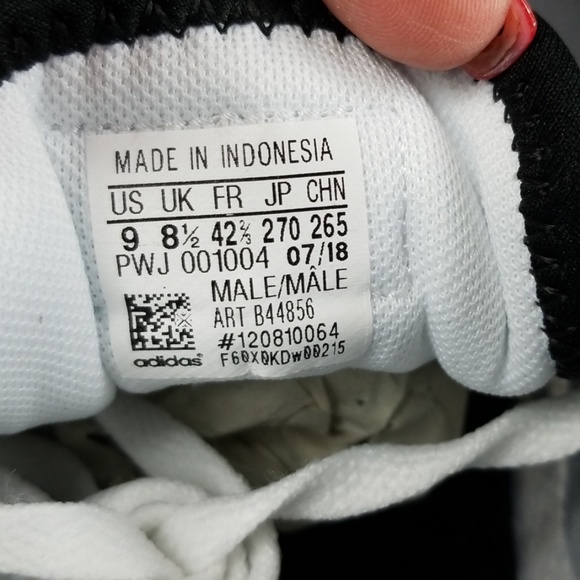 MADE IN INDONESIA
US UK FR JP CHN
9 8½ 42⅔ 270 265
PWJ 001004 07/18
MALE/MÂLE
ART B44856
#120810064
adidas F60X0KDW00215